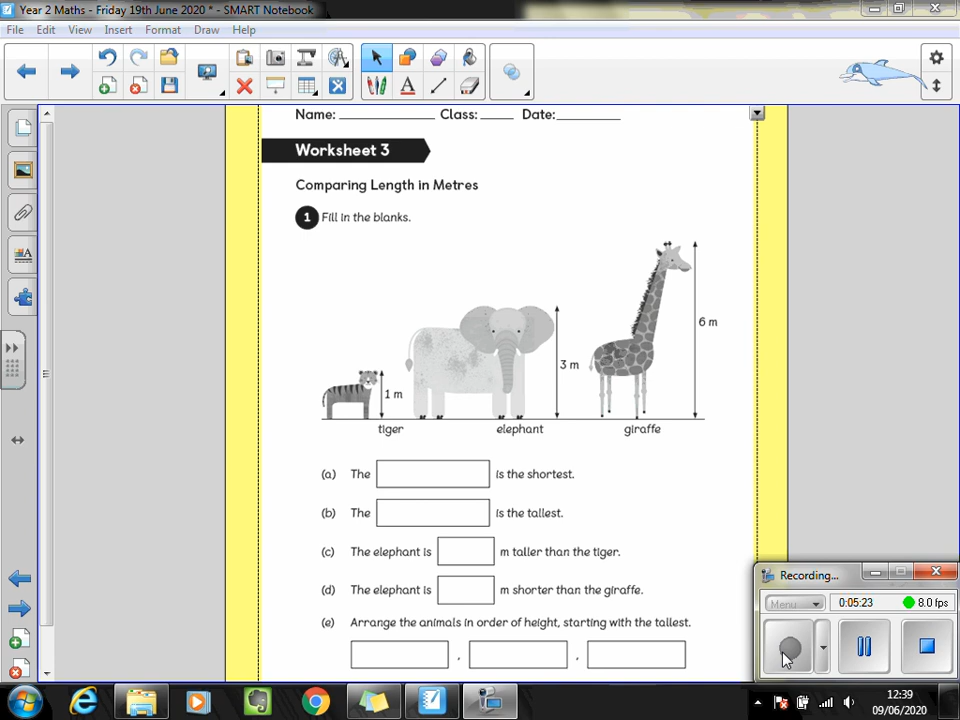 Year 2 Maths - Friday 19th June 2020 * - SMART Notebook
File Edit View Insert Format Draw Help
Name: ____________ Class: ____ Date: ________
Worksheet 3
Comparing Length in Metres
1 Fill in the blanks.
6 m
3 m
1 m
tiger elephant giraffe
(a) The is the shortest.
(b) The is the tallest.
(c) The elephant is m taller than the tiger.
(d) The elephant is m shorter than the giraffe.
(e) Arrange the animals in order of height, starting with the tallest.
, ,
Recording...
Menu 0:05:23 8.0 fps
12:39
09/06/2020